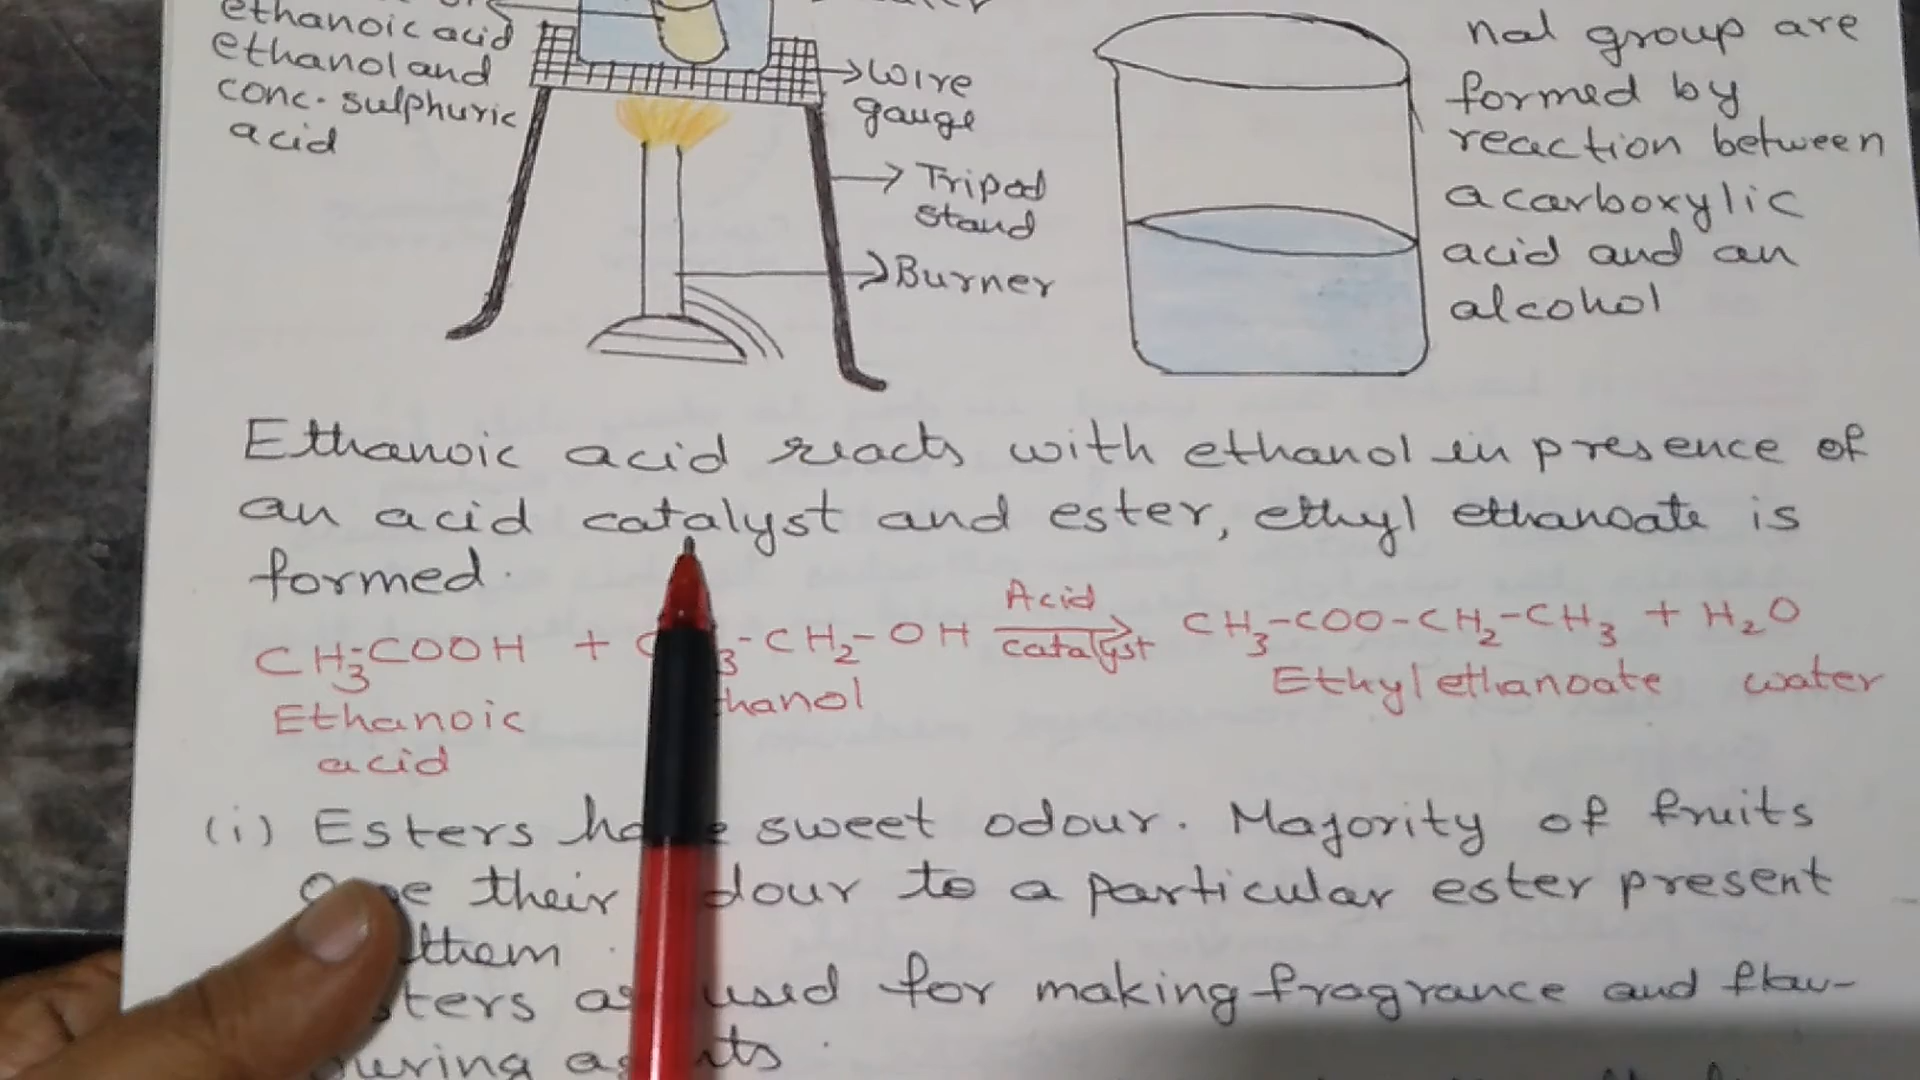 ethanoic acid
ethanol and
conc. sulphuric
acid
Wire
gauge
Tripod
stand
Burner
nal group are
formed by
reaction between
a carboxylic
acid and an
alcohol
Ethanoic acid reacts with ethanol in presence of
an acid catalyst and ester, ethyl ethanoate is
formed.
CH3-COOH + 3-CH2-OH Acid catalyst CH3-COO-CH2-CH3 + H2O
Ethanoic hanol Ethyl ethanoate water
acid
(i) Esters sweet odour. Majority of fruits
their dour to a particular ester present
them.
sters used for making fragrance and flav-